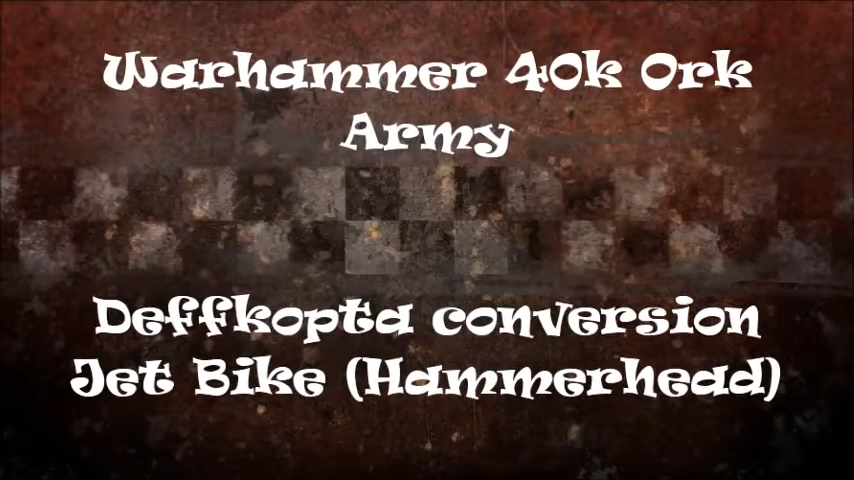 Warhammer 40k Ork
Army
Deffkopta conversion
Jet Bike (Hammerhead)